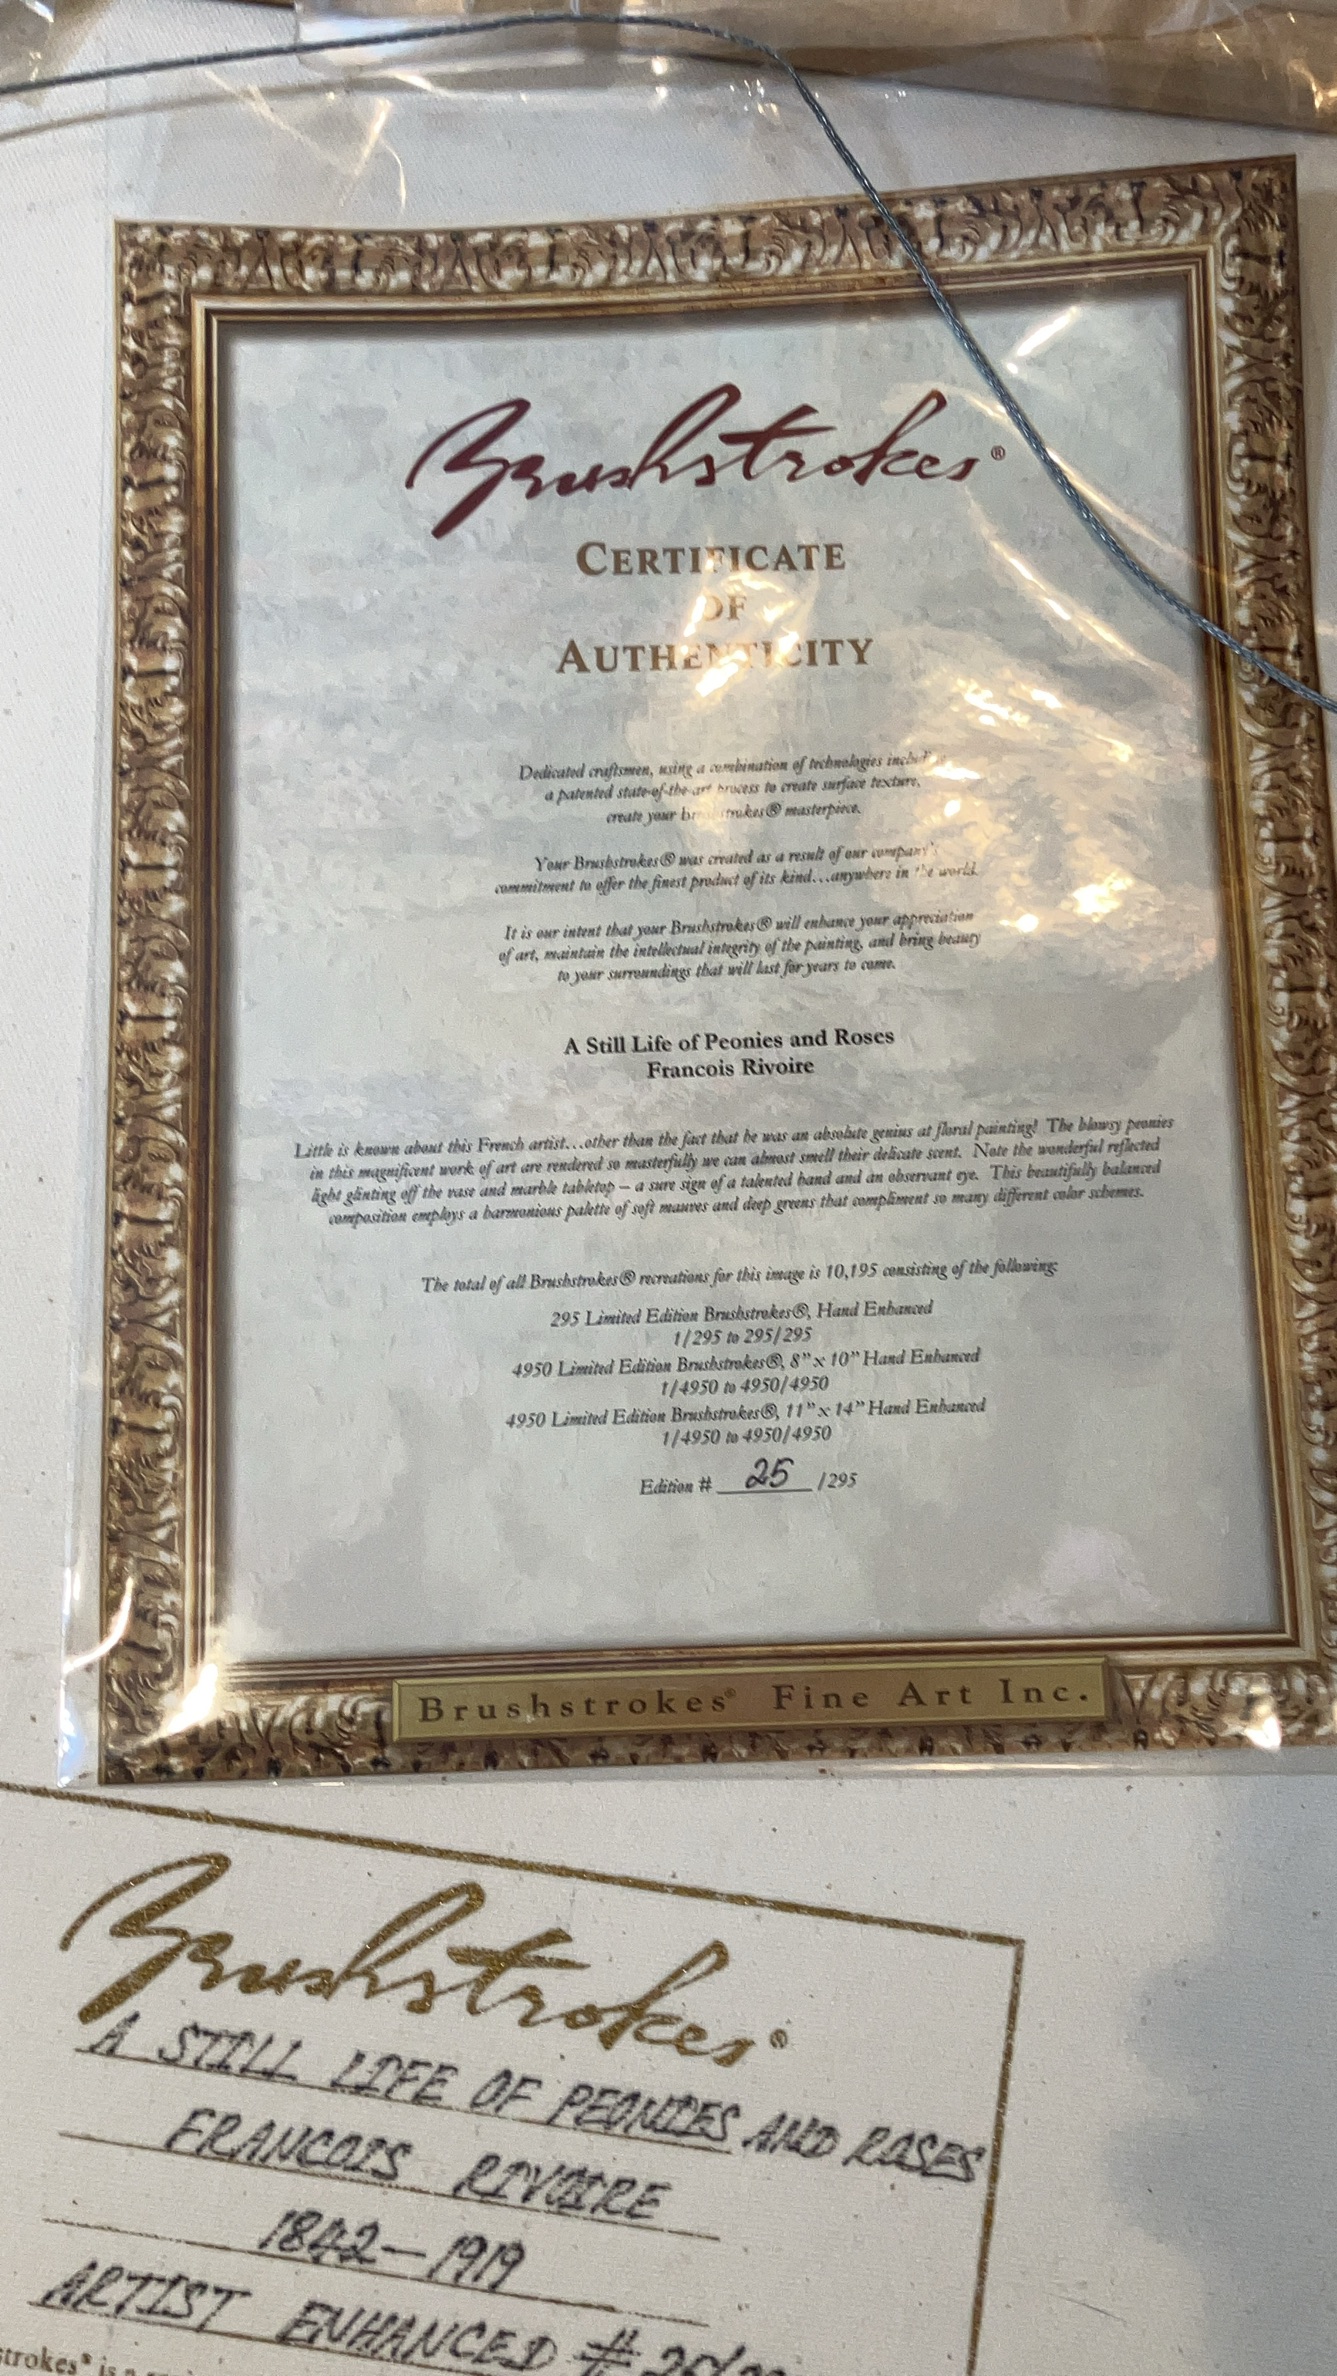 Brushstrokes®
CERTIFICATE
OF
AUTHENTICITY
Dedicated craftsmen, using a combination of technologies including
a patented state-of-the-art process to create surface texture,
create your brushstrokes® masterpiece.
Your Brushstrokes® was created as a result of our company's
commitment to offer the finest product of its kind...anywhere in the world.
It is our intent that your Brushstrokes® will enhance your appreciation
of art, maintain the intellectual integrity of the painting, and bring beauty
to your surroundings that will last for years to come.
A Still Life of Peonies and Roses
Francois Rivoire
Little is known about this French artist...other than the fact that he was an absolute genius at floral painting! The blowsy peonies
in this magnificent work of art are rendered so masterfully we can almost smell their delicate scent. Note the wonderful reflected
light glinting off the vase and marble tabletop – a sure sign of a talented hand and an observant eye. This beautifully balanced
composition employs a harmonious palette of soft mauves and deep greens that compliment so many different color schemes.
The total of all Brushstrokes® recreations for this image is 10,195 consisting of the following:
295 Limited Edition Brushstrokes®, Hand Enhanced
1/295 to 295/295
4950 Limited Edition Brushstrokes®, 8” x 10” Hand Enhanced
1/4950 to 4950/4950
4950 Limited Edition Brushstrokes®, 11” x 14” Hand Enhanced
1/4950 to 4950/4950
Edition # 25 /295
Brushstrokes® Fine Art Inc.
Brushstrokes®
A STILL LIFE OF PEONIES AND ROSES
FRANCOIS RIVOIRE
1842-1919
ARTIST ENHANCED #
strokes® is a